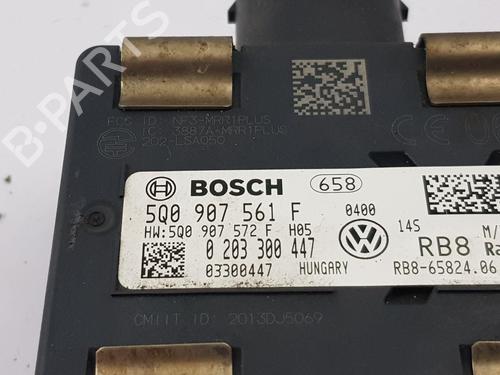 FCC ID: NF3-MRR1PLUS
IC: 3887A-MRR1PLUS
202-LSA050
BOSCH 658
5Q0 907 561 F 0400
HW:5Q0 907 572 F H05 14S M/
0 203 300 447 RB8 Ra
03300447 HUNGARY RB8-65824.06
CMIIT ID: 2013DJ5069
B-PARTS